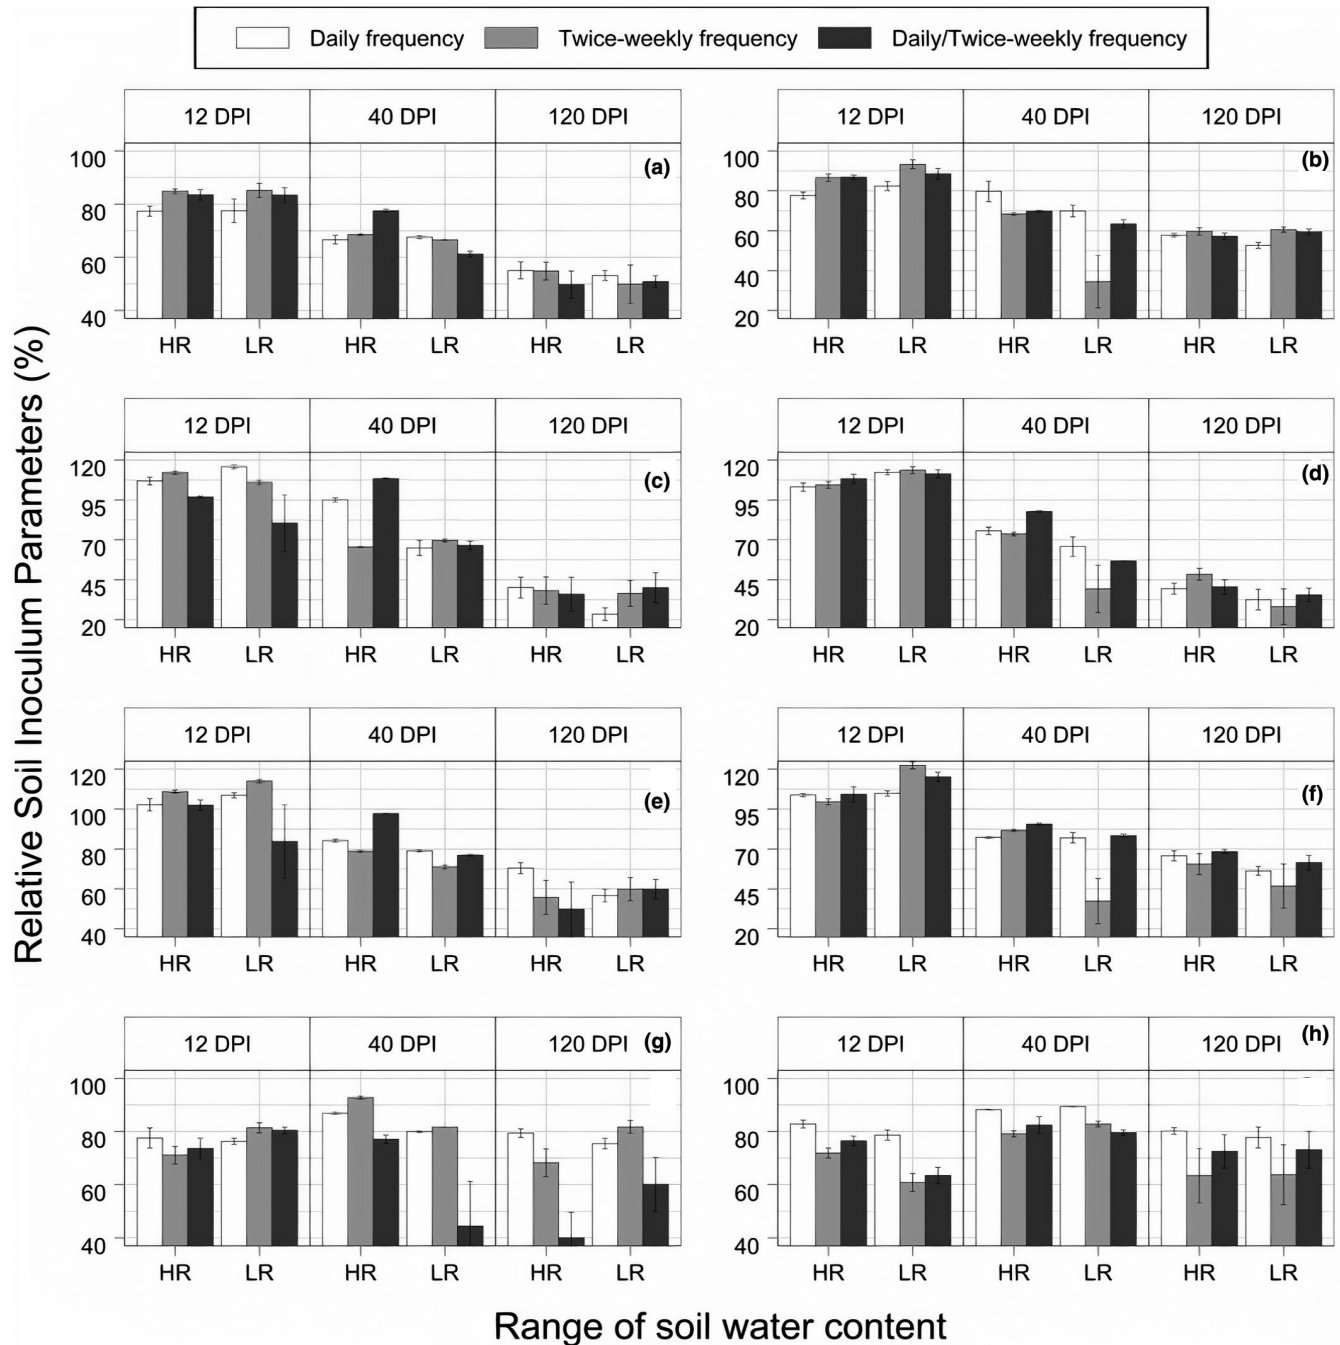 Daily frequency Twice-weekly frequency Daily/Twice-weekly frequency
Relative Soil Inoculum Parameters (%)
12 DPI 40 DPI 120 DPI
(a)
100
80
60
40
HR LR HR LR HR LR
12 DPI 40 DPI 120 DPI
(b)
100
80
60
40
20
HR LR HR LR HR LR
12 DPI 40 DPI 120 DPI
(c)
120
95
70
45
20
HR LR HR LR HR LR
12 DPI 40 DPI 120 DPI
(d)
120
95
70
45
20
HR LR HR LR HR LR
12 DPI 40 DPI 120 DPI
(e)
120
100
80
60
40
HR LR HR LR HR LR
12 DPI 40 DPI 120 DPI
(f)
120
95
70
45
20
HR LR HR LR HR LR
12 DPI 40 DPI 120 DPI (g)
100
80
60
40
HR LR HR LR HR LR
12 DPI 40 DPI 120 DPI (h)
100
80
60
40
HR LR HR LR HR LR
Range of soil water content